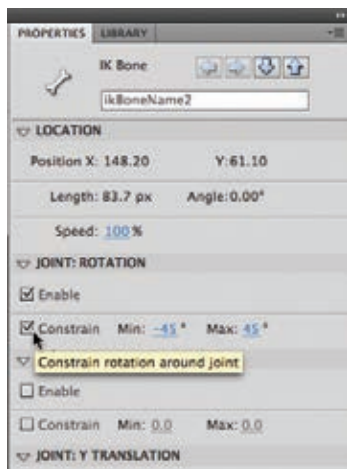 PROPERTIES LIBRARY
IK Bone
ikBoneName2
LOCATION
Position X: 148.20 Y: 61.10
Length: 83.7 px Angle: 0.00°
Speed: 100 %
JOINT: ROTATION
Enable
Constrain Min: -45 ° Max: 45 °
Constrain rotation around joint
Enable
Constrain Min: 0.0 Max: 0.0
JOINT: Y TRANSLATION